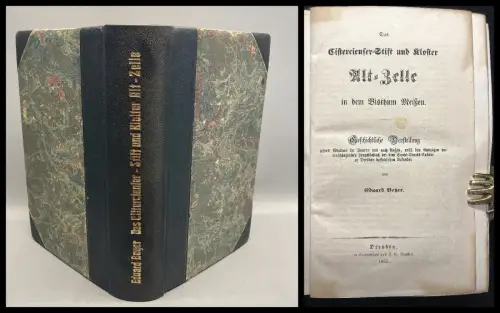 Eduard Beyer Das Cistercienser-Stift und Kloster Alt-Zelle
Das
Cistercienser-Stift und Kloster
Alt-Zelle
in dem Bisthum Meißen.
Geschichtliche Darstellung
von
Eduard Beyer.
Dresden,
1855.